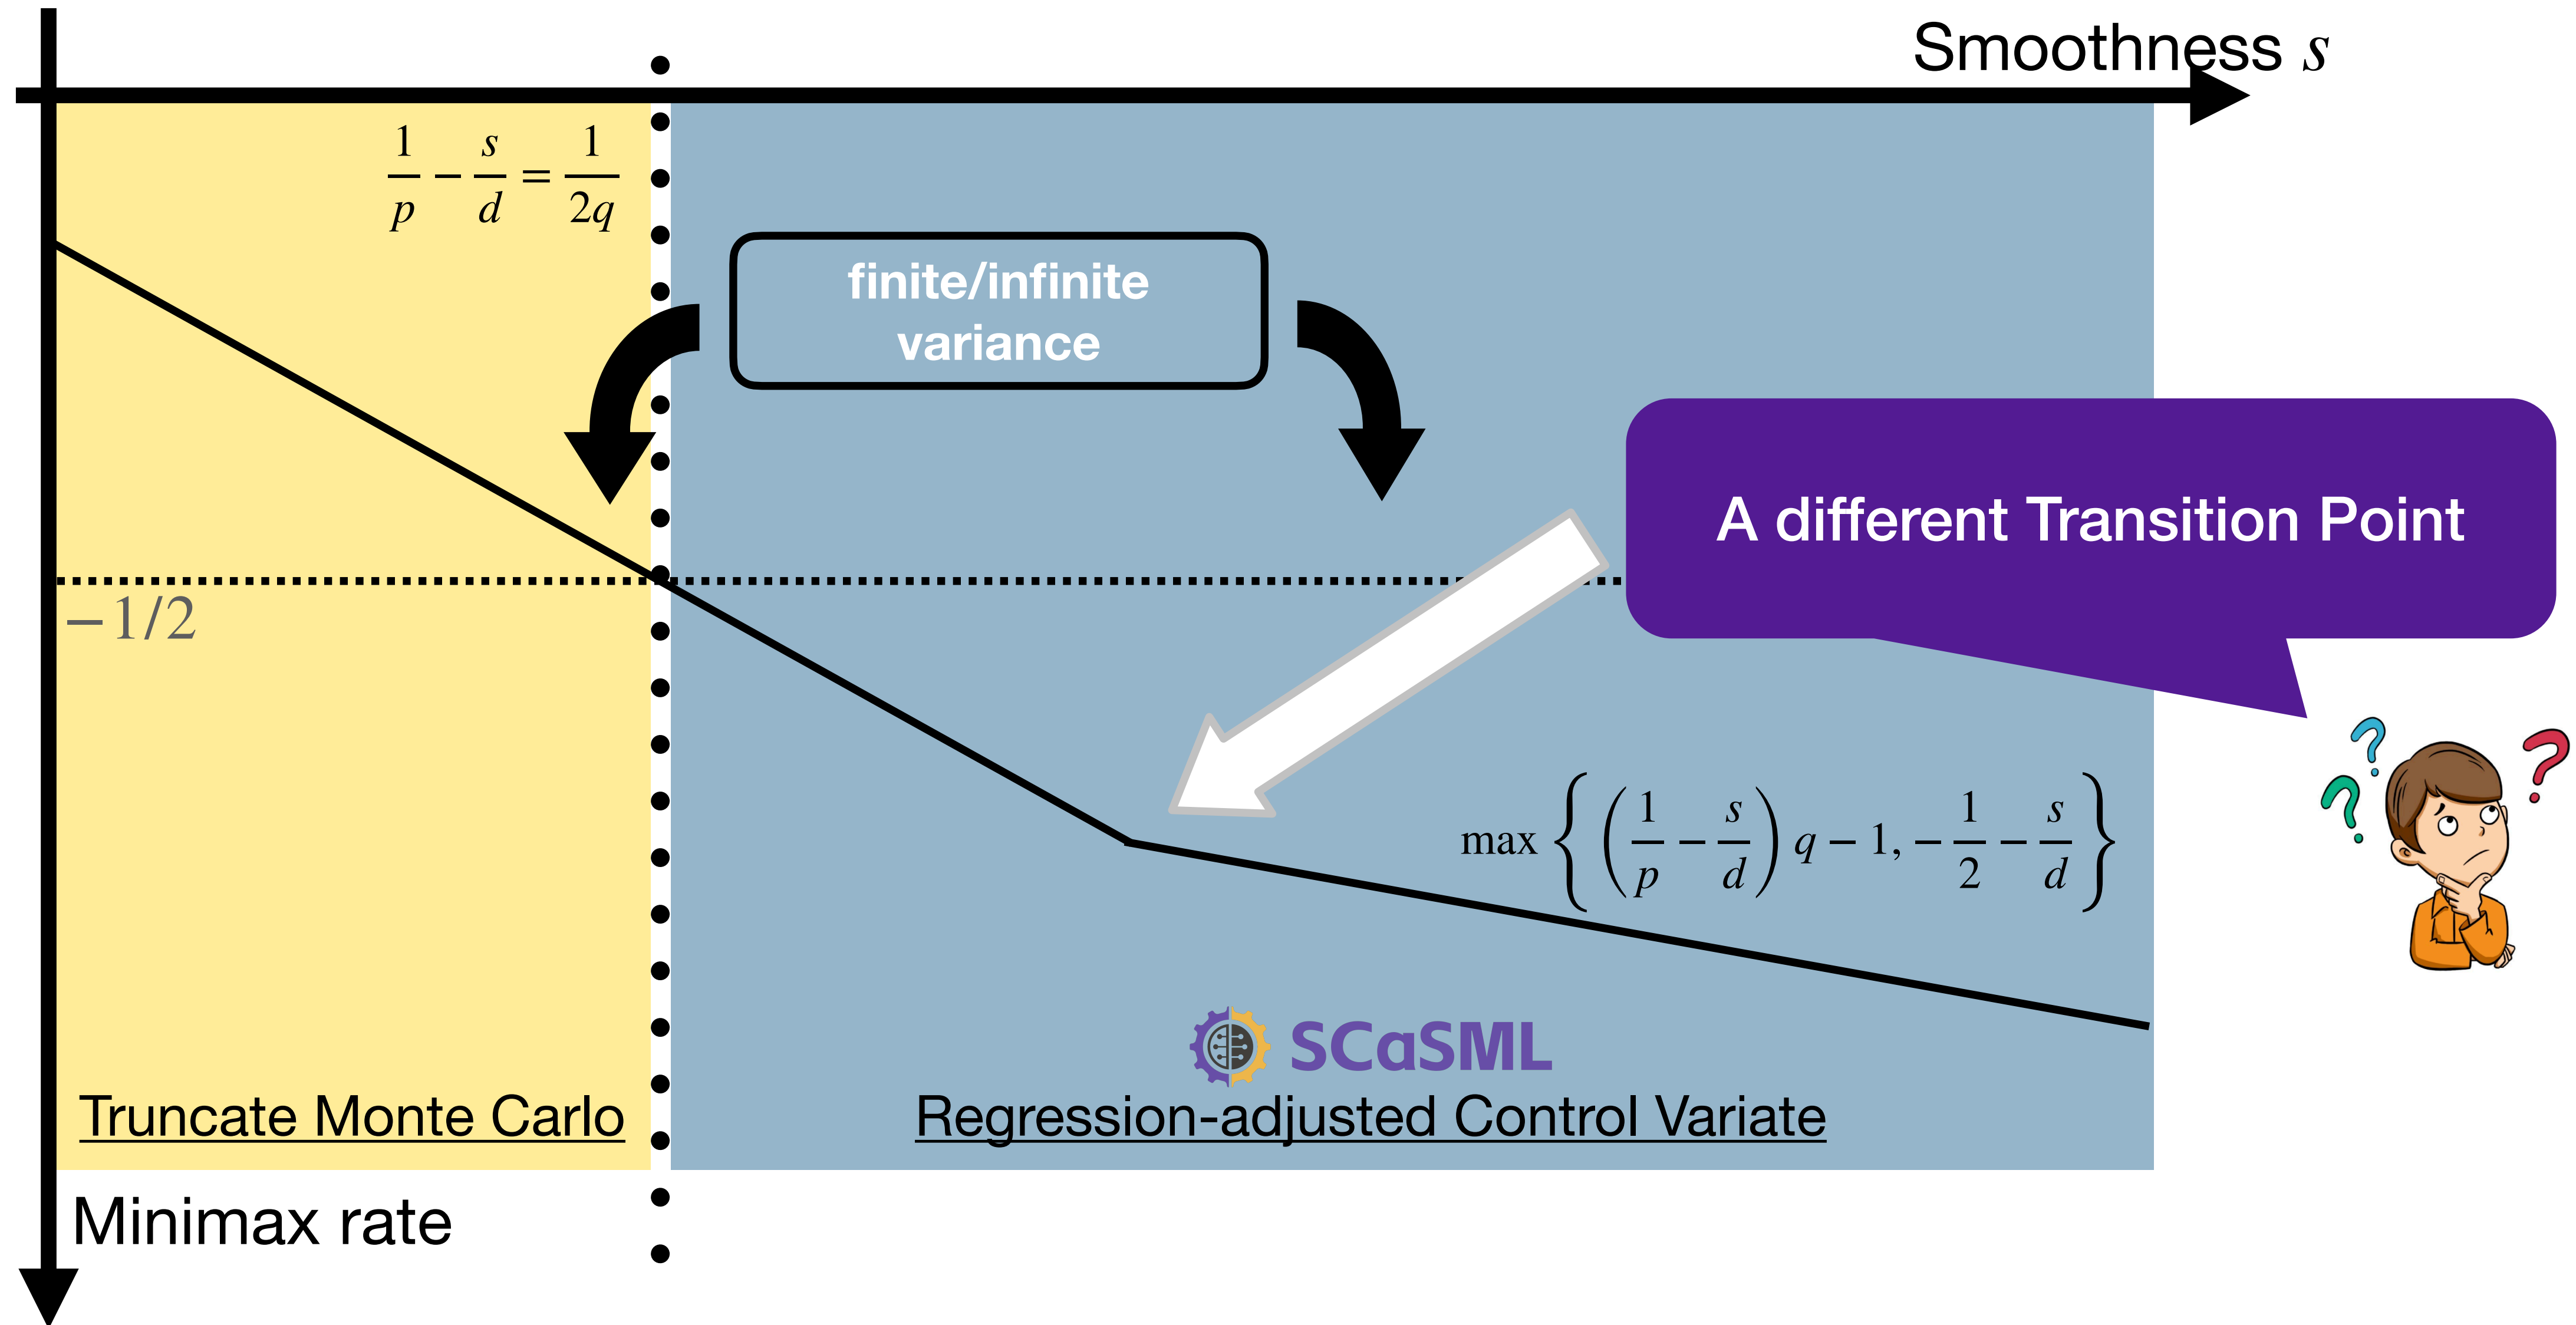 Smoothness s
1/p − s/d = 1/2q
finite/infinite
variance
A different Transition Point
−1/2
max { ( 1/p − s/d ) q − 1, − 1/2 − s/d }
SCaSML
Truncate Monte Carlo
Regression-adjusted Control Variate
Minimax rate